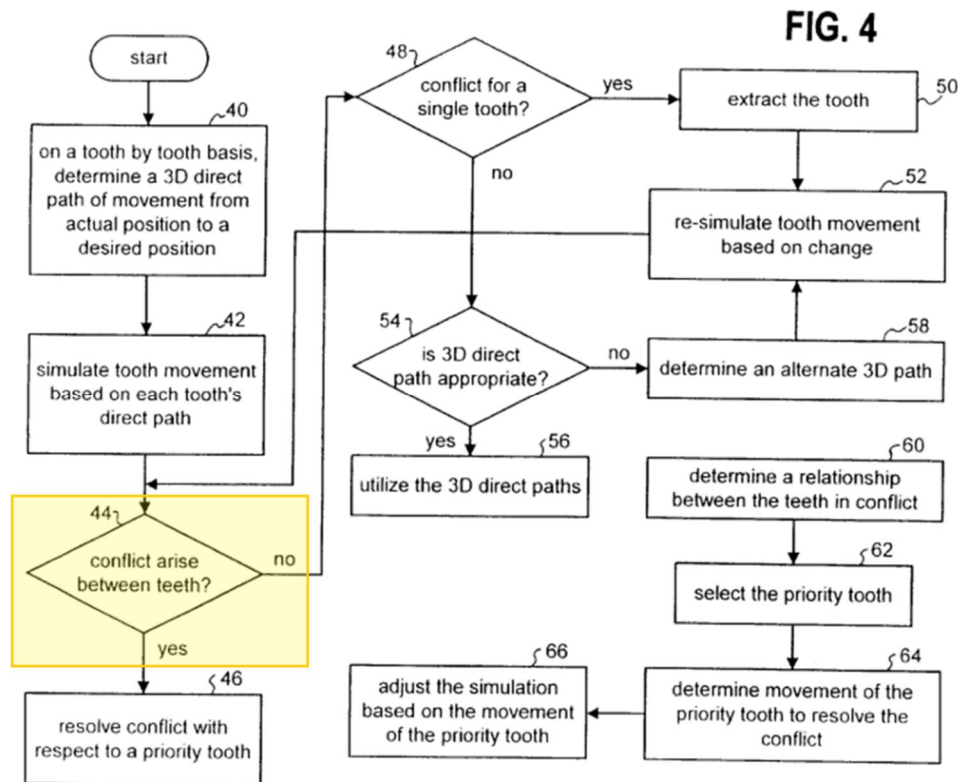 FIG. 4
start
40
on a tooth by tooth basis,
determine a 3D direct
path of movement from
actual position to a
desired position
42
simulate tooth movement
based on each tooth's
direct path
44
conflict arise
between teeth?
no
yes
46
resolve conflict with
respect to a priority tooth
48
conflict for a
single tooth?
yes
no
50
extract the tooth
52
re-simulate tooth movement
based on change
54
is 3D direct
path appropriate?
no
yes
56
utilize the 3D direct paths
58
determine an alternate 3D path
60
determine a relationship
between the teeth in conflict
62
select the priority tooth
64
determine movement of the
priority tooth to resolve the
conflict
66
adjust the simulation
based on the movement
of the priority tooth